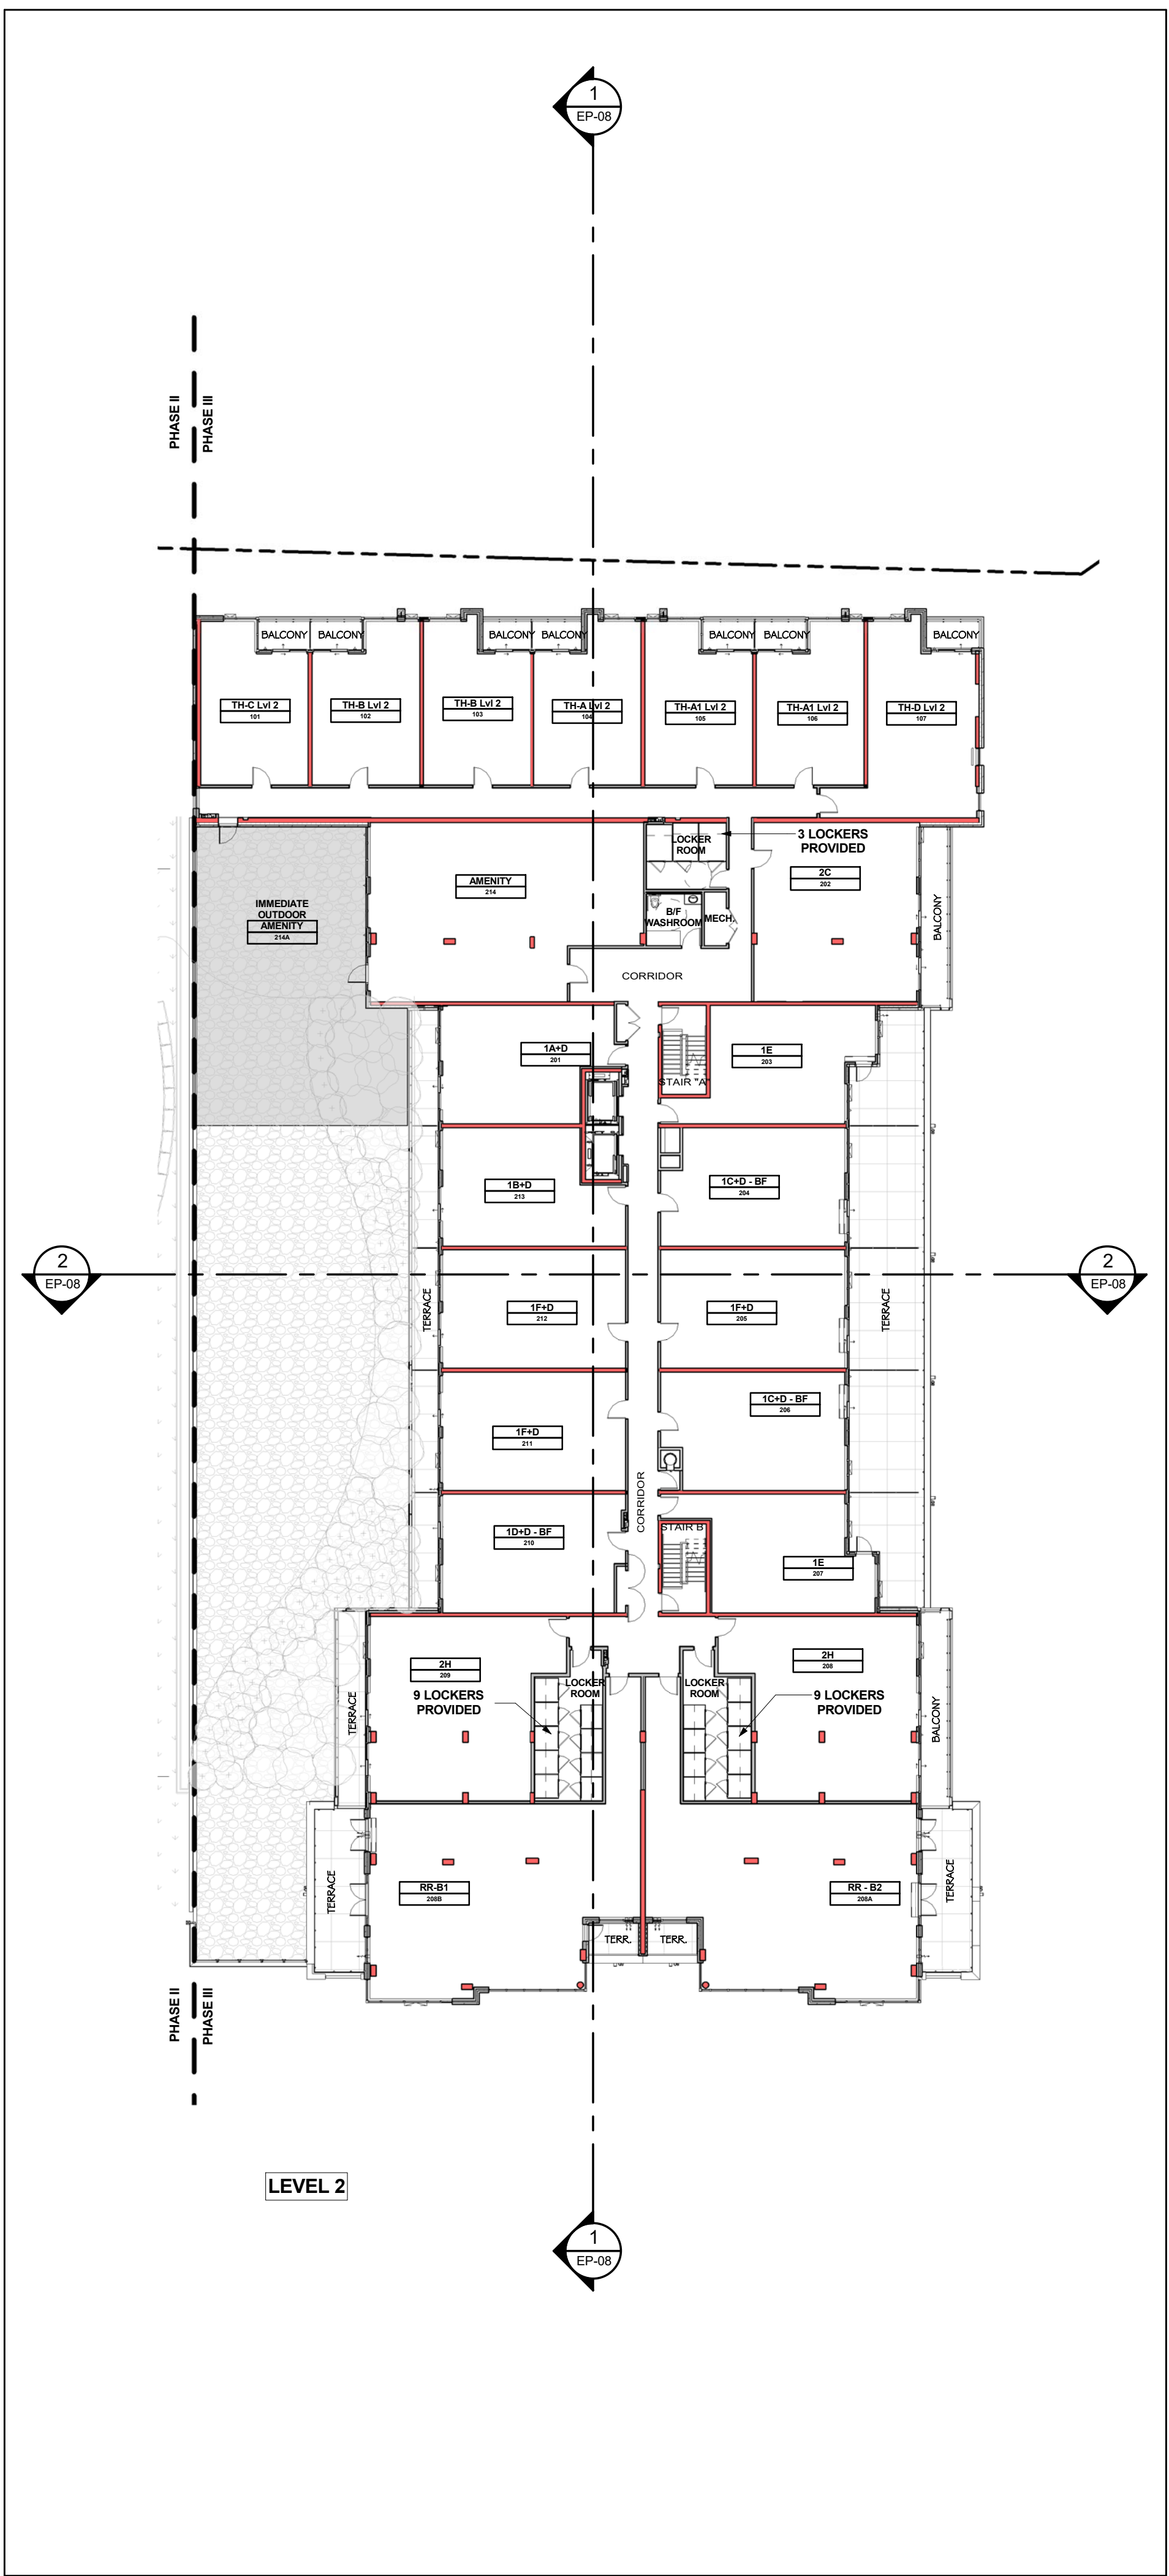 1
EP-08
PHASE II
PHASE III
BALCONY
BALCONY
BALCONY
BALCONY
BALCONY
BALCONY
BALCONY
TH-C Lvl 2
101
TH-B Lvl 2
102
TH-B Lvl 2
103
TH-A Lvl 2
104
TH-A1 Lvl 2
105
TH-A1 Lvl 2
106
TH-D Lvl 2
107
LOCKER
ROOM
3 LOCKERS
PROVIDED
2C
202
AMENITY
214
IMMEDIATE
OUTDOOR
AMENITY
214A
B/F
WASHROOM
MECH.
BALCONY
CORRIDOR
1A+D
201
1E
203
STAIR "A"
1B+D
213
1C+D - BF
204
2
EP-08
2
EP-08
TERRACE
1F+D
212
1F+D
205
TERRACE
1C+D - BF
206
1F+D
211
CORRIDOR
1D+D - BF
210
STAIR B
1E
207
2H
209
2H
208
LOCKER
ROOM
LOCKER
ROOM
9 LOCKERS
PROVIDED
9 LOCKERS
PROVIDED
TERRACE
BALCONY
TERRACE
RR-B1
208B
RR - B2
208A
TERRACE
TERR.
TERR.
PHASE II
PHASE III
LEVEL 2
1
EP-08